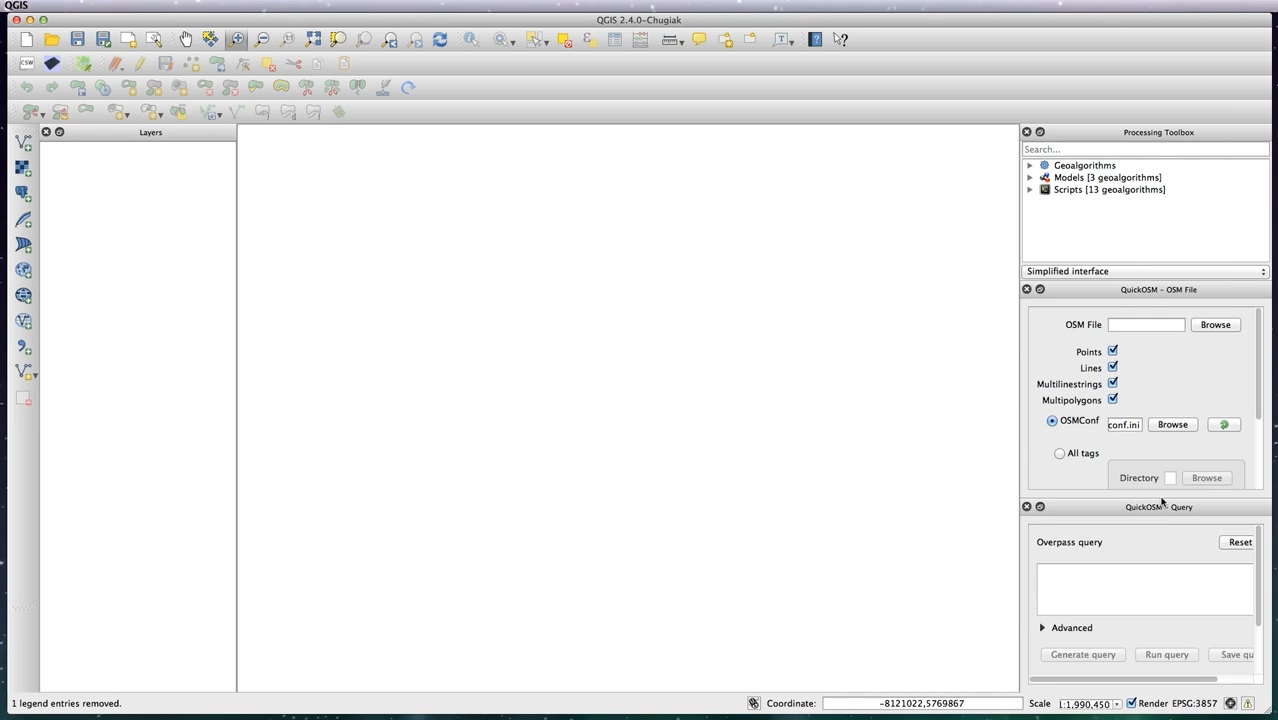 QGIS
QGIS 2.4.0-Chugiak
CSW
Layers
Processing Toolbox
Search...
Geoalgorithms
Models [3 geoalgorithms]
Scripts [13 geoalgorithms]
Simplified interface
QuickOSM - OSM File
OSM File
Browse
Points
Lines
Multilinestrings
Multipolygons
OSMConf
conf.ini
Browse
All tags
Directory
Browse
QuickOSM - Query
Overpass query
Reset
Advanced
Generate query
Run query
Save qu
1 legend entries removed.
Coordinate:
-8121022,5769867
Scale
1:1,990,450
Render
EPSG:3857